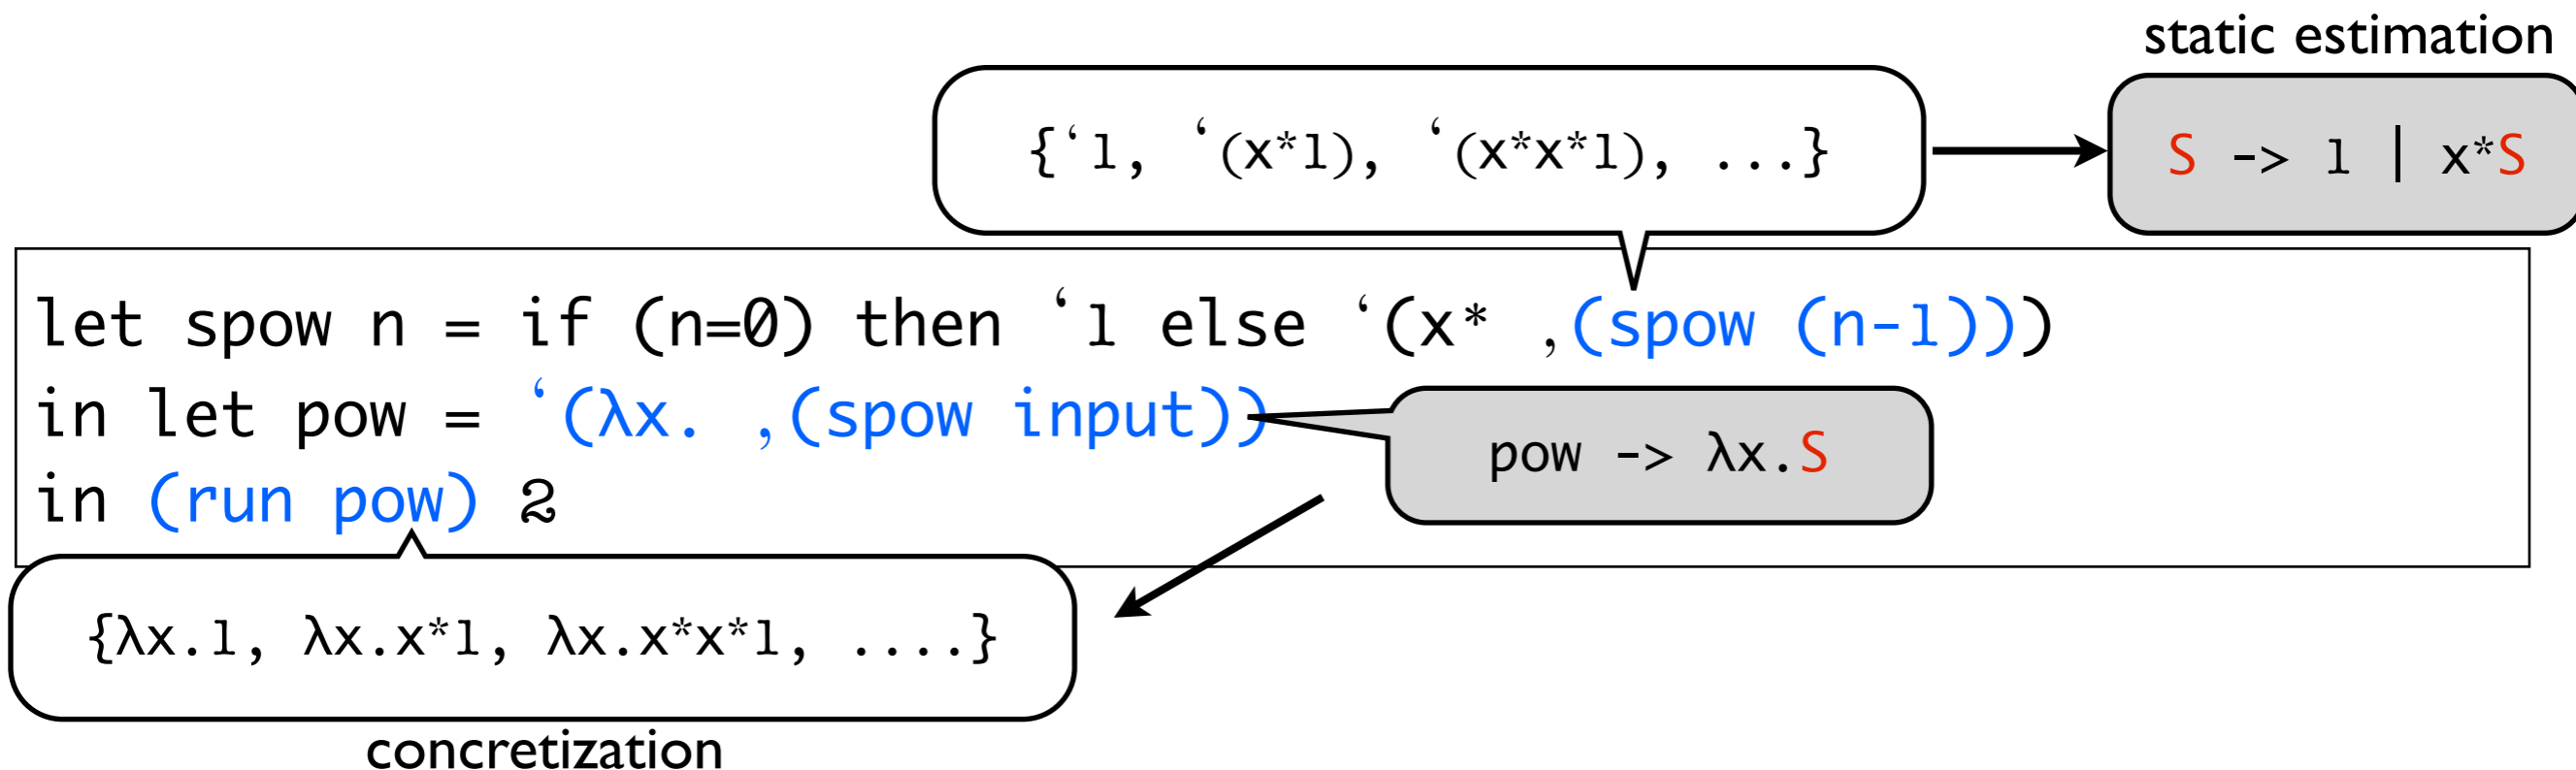 static estimation
{‘1, ‘(x*1), ‘(x*x*1), ...}
S -> 1 | x*S
let spow n = if (n=0) then ‘1 else ‘(x* ,(spow (n-1)))
in let pow = ‘(λx. ,(spow input))
pow -> λx.S
in (run pow) 2
{λx.1, λx.x*1, λx.x*x*1, ....}
concretization